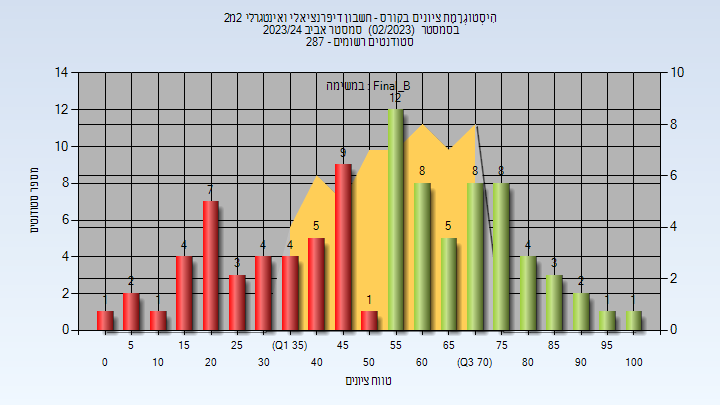 הִיסְטוֹגְרַמַת ציונים בקורס - חשבון דיפרנציאלי ואינטגרלי 2מ2
בסמסטר (02/2023) סמסטר אביב 2023/24
סטודנטים רשומים - 287
במשימה : Final_B
מספר סטודונטים
14
12
10
8
6
4
2
0
10
8
6
4
2
0
1 2 1 4 7 3 4 4 5 9 1 12 8 5 8 8 4 3 2 1 1
5 15 25 (Q1 35) 45 55 65 75 85 95
0 10 20 30 40 50 60 (Q3 70) 80 90 100
טווח ציונים